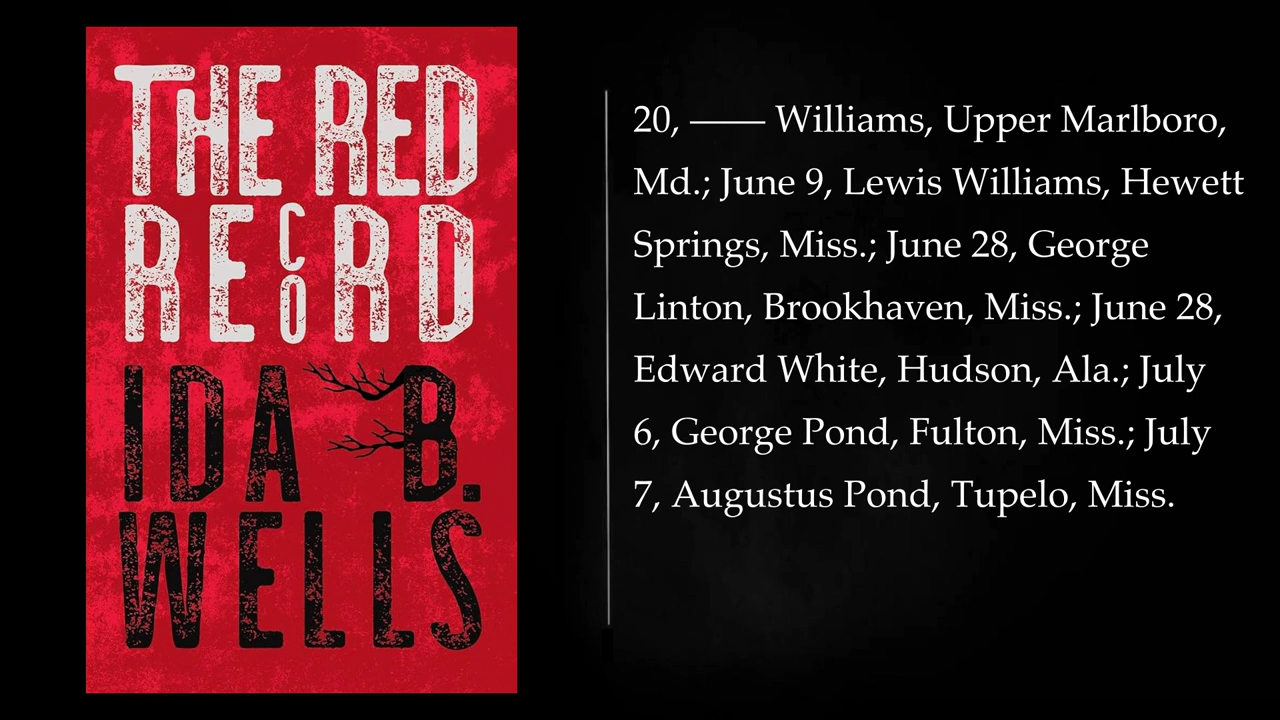 THE RED
RECORD
IDA B.
WELLS
20, —— Williams, Upper Marlboro,
Md.; June 9, Lewis Williams, Hewett
Springs, Miss.; June 28, George
Linton, Brookhaven, Miss.; June 28,
Edward White, Hudson, Ala.; July
6, George Pond, Fulton, Miss.; July
7, Augustus Pond, Tupelo, Miss.